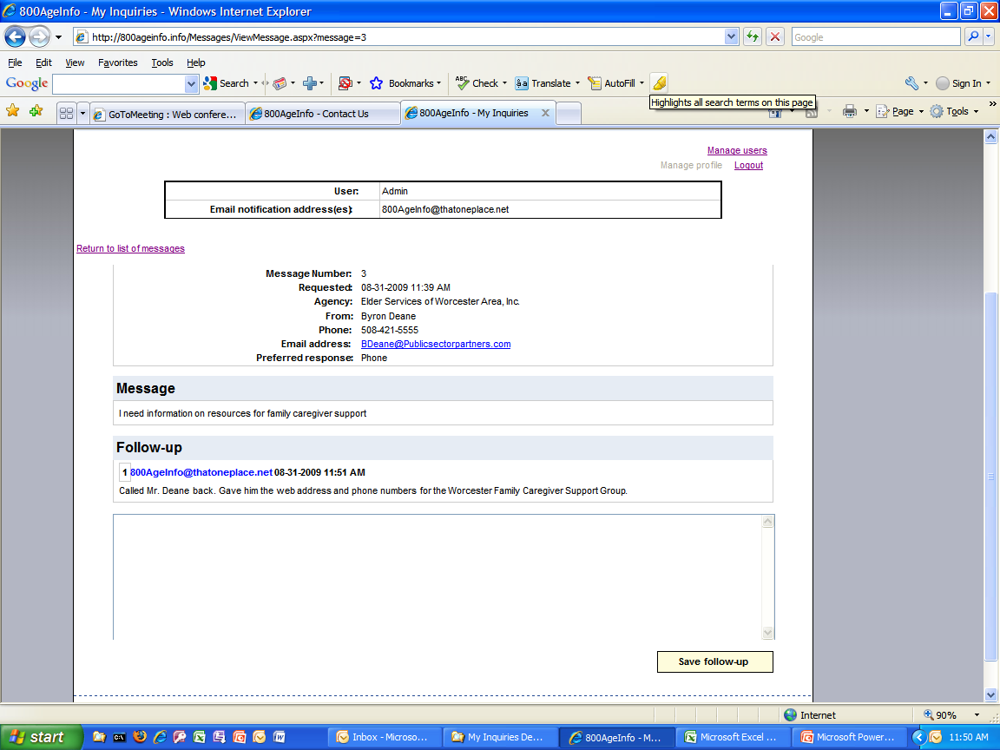 800AgeInfo - My Inquiries - Windows Internet Explorer
http://800ageinfo.info/Messages/ViewMessage.aspx?message=3
Google
File Edit View Favorites Tools Help
Google Search Bookmarks ABC Check Translate AutoFill Sign In
GoToMeeting : Web confere... 800AgeInfo - Contact Us 800AgeInfo - My Inquiries Page Tools
Highlights all search terms on this page
Manage users
Manage profile Logout
User: Admin
Email notification address(es): 800AgeInfo@thatoneplace.net
Return to list of messages
Message Number: 3
Requested: 08-31-2009 11:39 AM
Agency: Elder Services of Worcester Area, Inc.
From: Byron Deane
Phone: 508-421-5555
Email address: BDeane@Publicsectorpartners.com
Preferred response: Phone
Message
I need information on resources for family caregiver support
Follow-up
1 800AgeInfo@thatoneplace.net 08-31-2009 11:51 AM
Called Mr. Deane back. Gave him the web address and phone numbers for the Worcester Family Caregiver Support Group.
Save follow-up
Internet 90%
start Inbox - Microso... My Inquiries De... 800AgeInfo - M... Microsoft Excel ... Microsoft Power... 11:50 AM